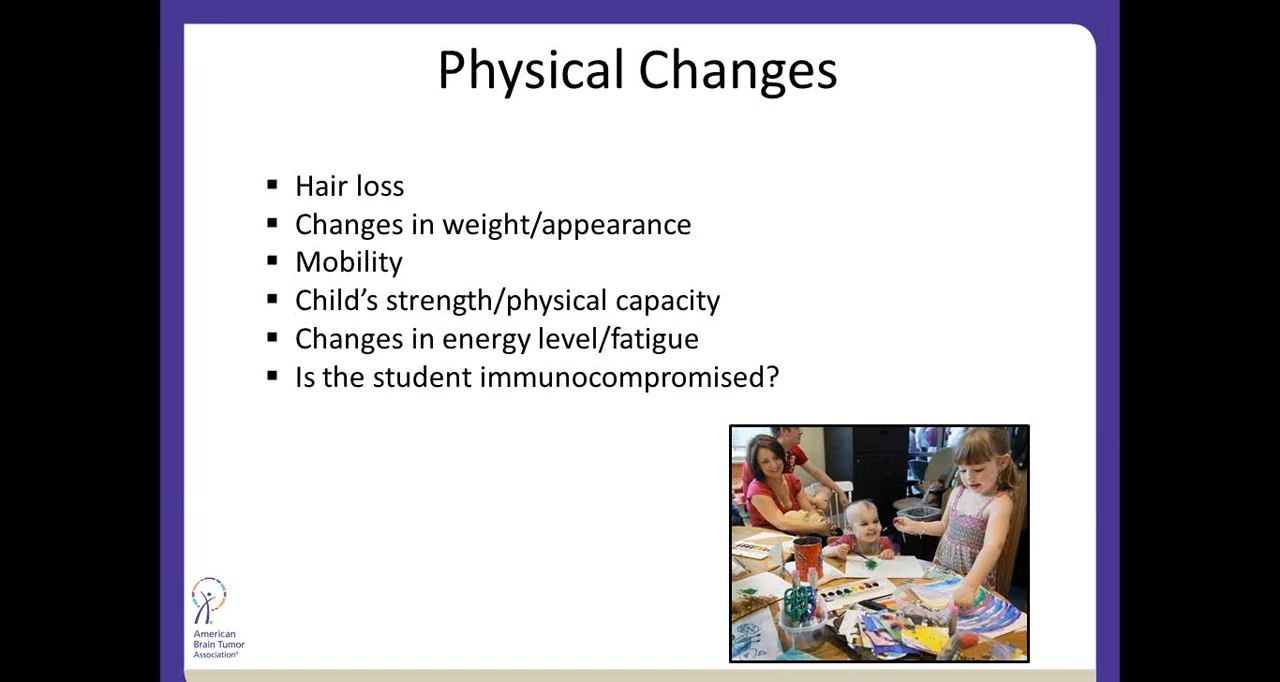 Physical Changes
▪ Hair loss
▪ Changes in weight/appearance
▪ Mobility
▪ Child’s strength/physical capacity
▪ Changes in energy level/fatigue
▪ Is the student immunocompromised?
American
Brain Tumor
Association®